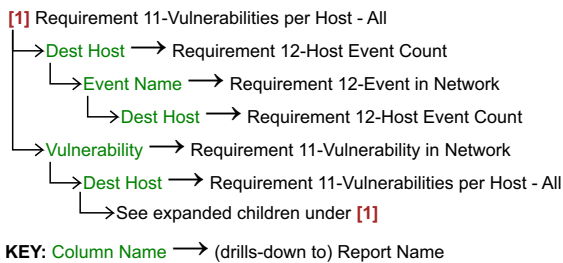 [1] Requirement 11-Vulnerabilities per Host - All
Dest Host → Requirement 12-Host Event Count
Event Name → Requirement 12-Event in Network
Dest Host → Requirement 12-Host Event Count
Vulnerability → Requirement 11-Vulnerability in Network
Dest Host → Requirement 11-Vulnerabilities per Host - All
See expanded children under [1]
KEY: Column Name → (drills-down to) Report Name